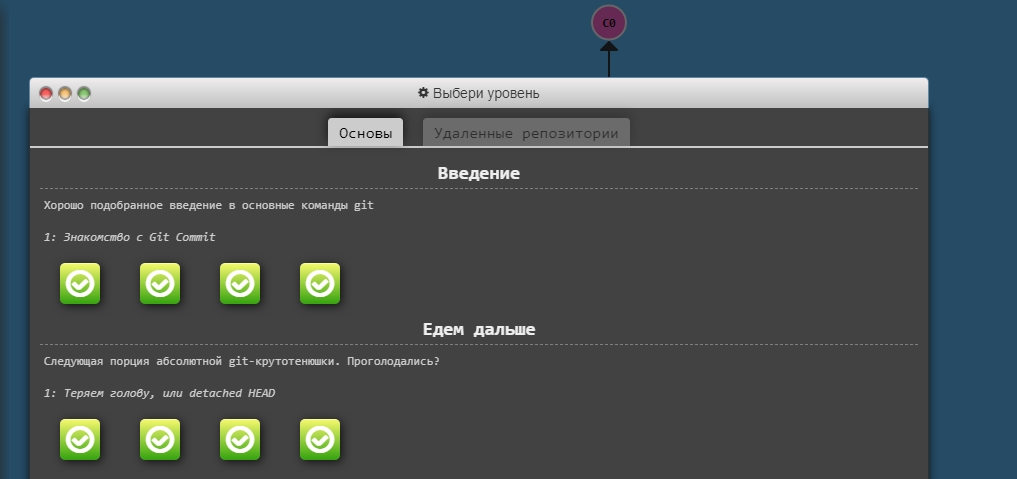 C0
Выбери уровень
Основы
Удаленные репозитории
Введение
Хорошо подобранное введение в основные команды git
1: Знакомство с Git Commit
Едем дальше
Следующая порция абсолютной git-крутотенюшки. Проголодались?
1: Теряем голову, или detached HEAD